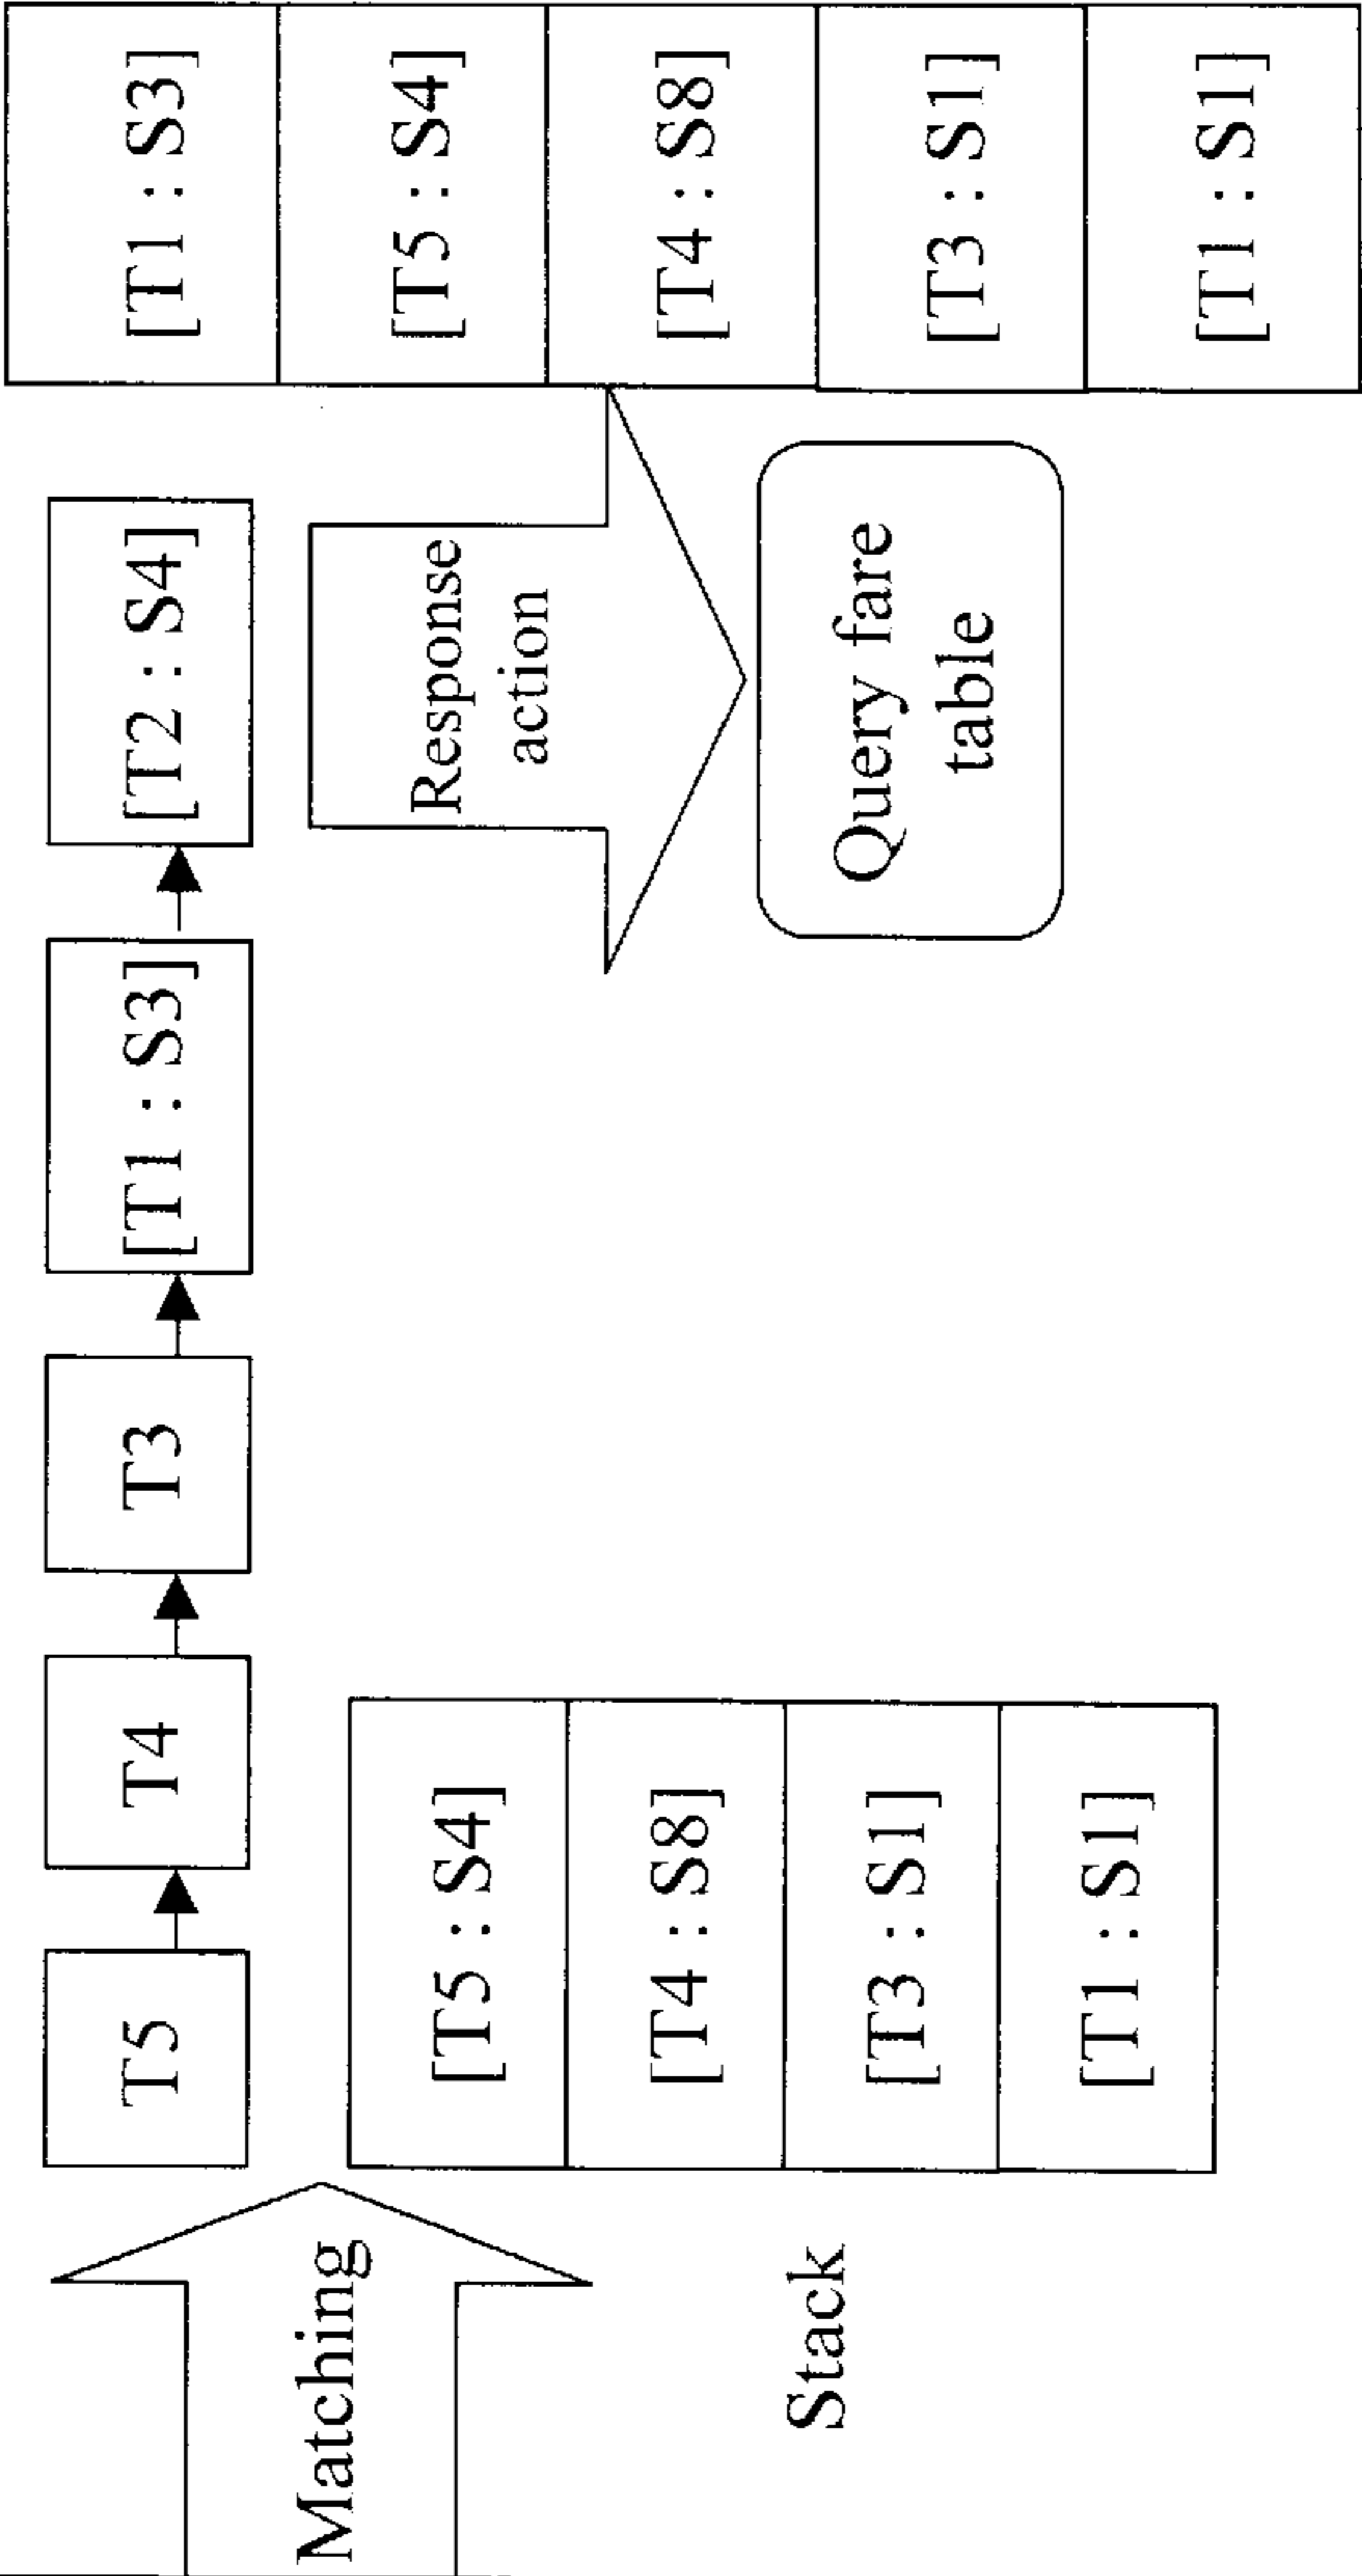 Matching
T5
T4
T3
[T1 : S3]
[T2 : S4]
Stack
[T5 : S4]
[T4 : S8]
[T3 : S1]
[T1 : S1]
Response
action
Query fare
table
[T1 : S3]
[T5 : S4]
[T4 : S8]
[T3 : S1]
[T1 : S1]